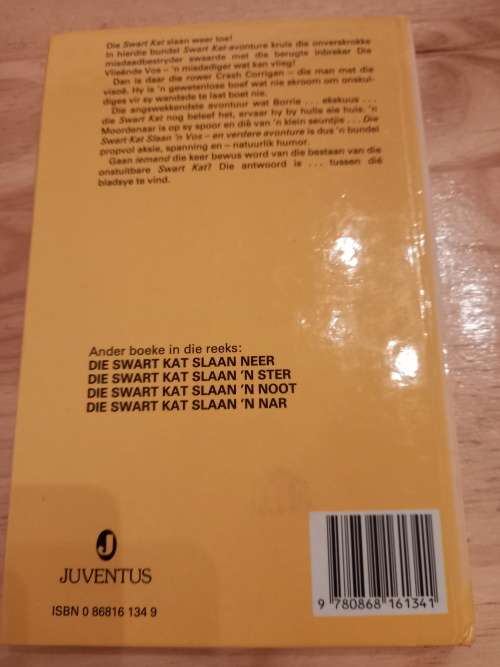 Die Swart Kat slaan weer toe!
In hierdie bundel Swart Kat-avonture kruis die onverskrokke
misdaadbestryder swaarde met die berugte inbreker Die
Vlieënde Vos – 'n misdadiger wat kan vlieg!
Dan is daar die rower Crash Corrigan – die man met die
visoë. Hy is 'n gewetenlose boef wat nie skroom om onskul-
diges vir sy wandade te laat boet nie.
Die angswekkendste avontuur wat Borrie . . . ekskuus . . .
die Swart Kat nog beleef het, ervaar hy by hulle aie huis. 'n
Moordenaar is op sy spoor en dié van 'n klein seuntjie . . . Die
Swart Kat Slaan 'n Vos – en verdere avonture is dus 'n bundel
propvol aksie, spanning en – natuurlik humor.
Gaan iemand die keer bewus word van die bestaan van die
onstuitbare Swart Kat? Die antwoord is . . . tussen dié
bladsye te vind.
Ander boeke in die reeks:
DIE SWART KAT SLAAN NEER
DIE SWART KAT SLAAN 'N STER
DIE SWART KAT SLAAN 'N NOOT
DIE SWART KAT SLAAN 'N NAR
J
JUVENTUS
ISBN 0 86816 134 9
9 780868 161341